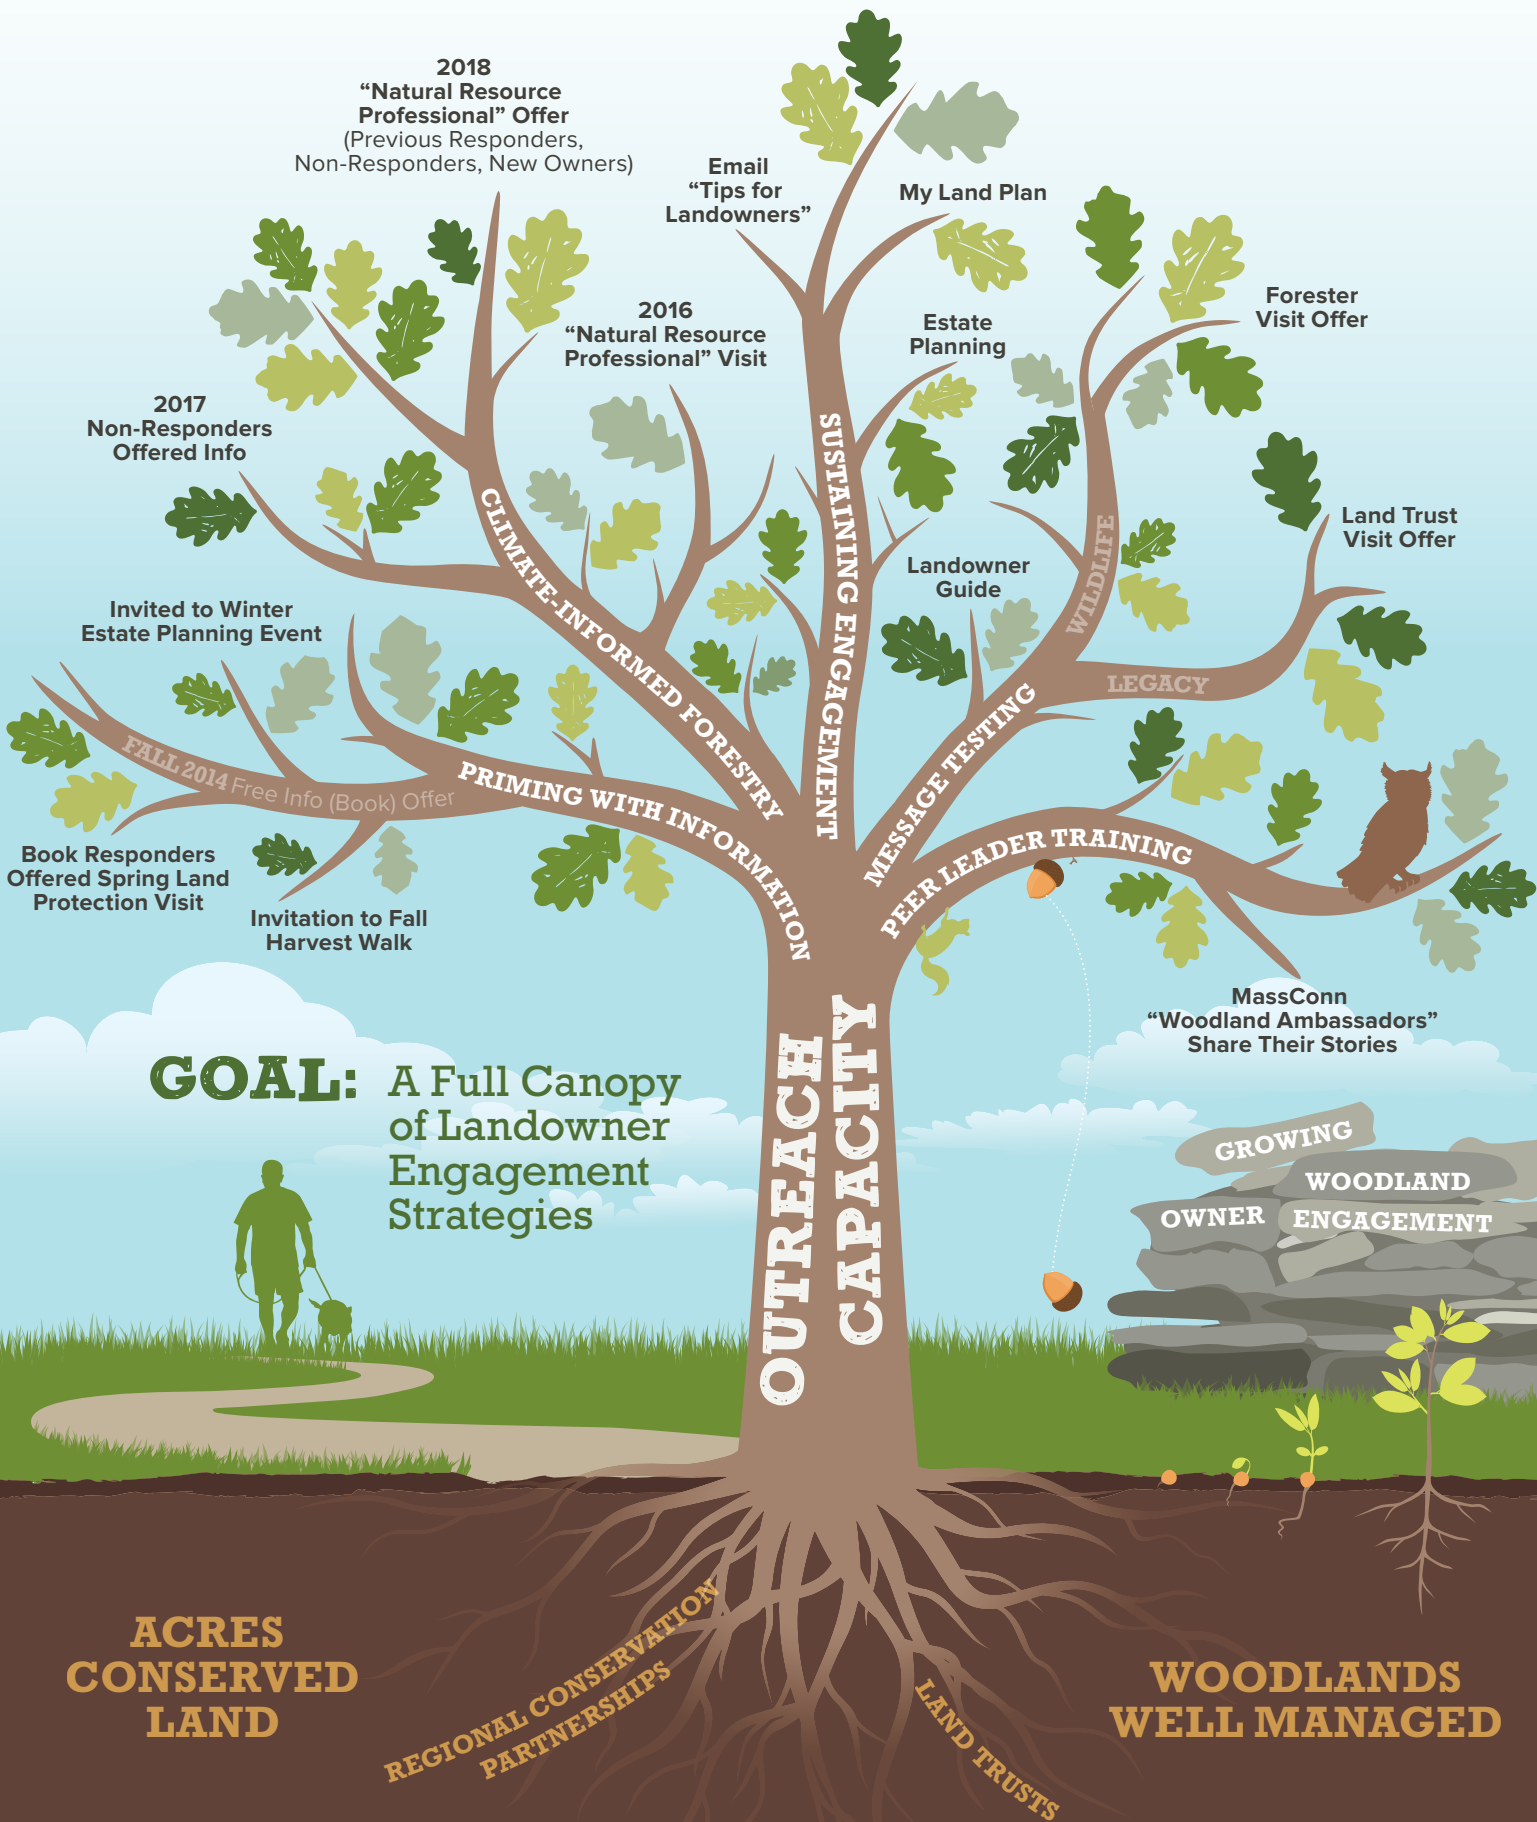 2018
“Natural Resource
Professional” Offer
(Previous Responders,
Non-Responders, New Owners)
Email
“Tips for
Landowners”
My Land Plan
2016
“Natural Resource
Professional” Visit
Estate
Planning
Forester
Visit Offer
2017
Non-Responders
Offered Info
Land Trust
Visit Offer
Landowner
Guide
Invited to Winter
Estate Planning Event
CLIMATE-INFORMED FORESTRY
SUSTAINING ENGAGEMENT
WILDLIFE
LEGACY
MESSAGE TESTING
FALL 2014 Free Info (Book) Offer
PRIMING WITH INFORMATION
PEER LEADER TRAINING
Book Responders
Offered Spring Land
Protection Visit
Invitation to Fall
Harvest Walk
MassConn
“Woodland Ambassadors”
Share Their Stories
GOAL: A Full Canopy
of Landowner
Engagement
Strategies
OUTREACH
CAPACITY
GROWING
WOODLAND
OWNER ENGAGEMENT
ACRES
CONSERVED
LAND
REGIONAL CONSERVATION
PARTNERSHIPS
LAND TRUSTS
WOODLANDS
WELL MANAGED